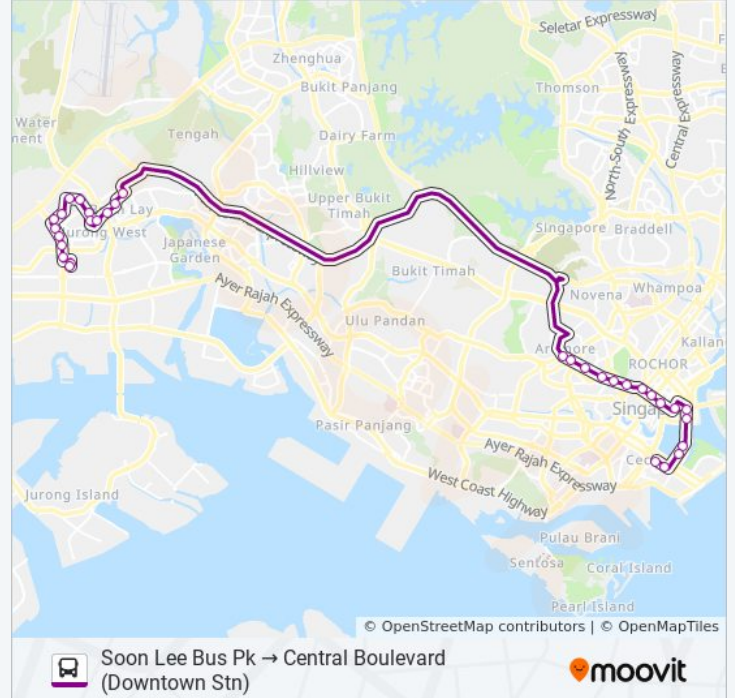 Seletar Expressway
Zhenghua
Bukit Panjang
Thomson
North-South Expressway
Central Expressway
Water
Tengah
Dairy Farm
Hillview
Upper Bukit
Timah
Lay
Jurong West
Japanese
Garden
Singapore
Braddell
Bukit Timah
Novena
Whampoa
Ayer Rajah Expressway
Ulu Pandan
Kallan
ROCHOR
Singap
Pasir Panjang
Ayer Rajah Expressway
Cec
West Coast Highway
Jurong Island
Pulau Brani
Sentosa
Coral Island
Pearl Island
© OpenStreetMap contributors | © OpenMapTiles
Soon Lee Bus Pk → Central Boulevard
(Downtown Stn)
moovit